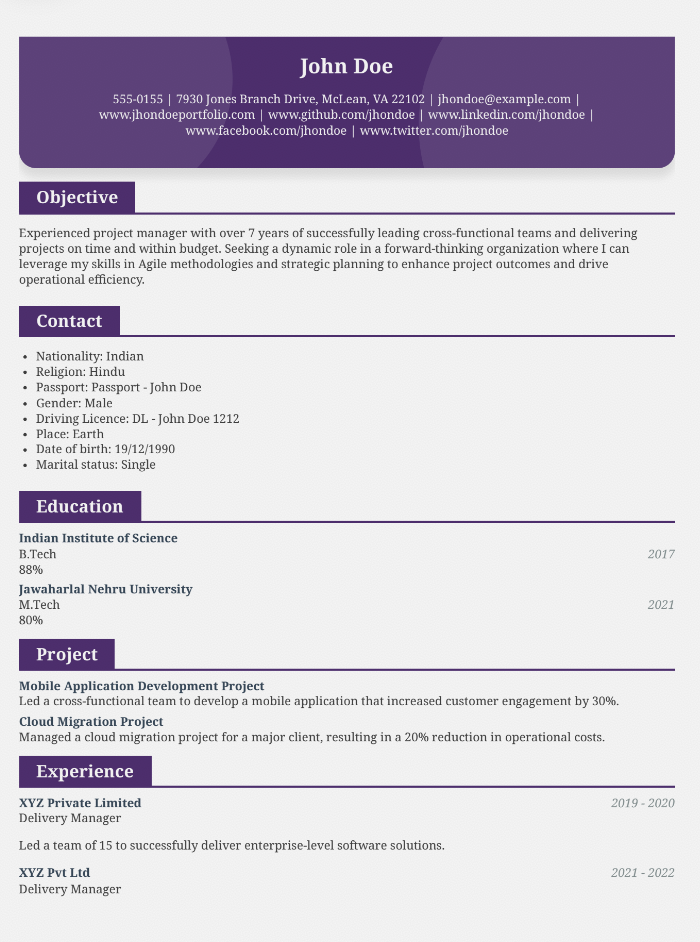 John Doe
555-0155 | 7930 Jones Branch Drive, McLean, VA 22102 | jhondoe@example.com |
www.jhondoeportfolio.com | www.github.com/jhondoe | www.linkedin.com/jhondoe |
www.facebook.com/jhondoe | www.twitter.com/jhondoe
Objective
Experienced project manager with over 7 years of successfully leading cross-functional teams and delivering
projects on time and within budget. Seeking a dynamic role in a forward-thinking organization where I can
leverage my skills in Agile methodologies and strategic planning to enhance project outcomes and drive
operational efficiency.
Contact
• Nationality: Indian
• Religion: Hindu
• Passport: Passport - John Doe
• Gender: Male
• Driving Licence: DL - John Doe 1212
• Place: Earth
• Date of birth: 19/12/1990
• Marital status: Single
Education
Indian Institute of Science
B.Tech 2017
88%
Jawaharlal Nehru University
M.Tech 2021
80%
Project
Mobile Application Development Project
Led a cross-functional team to develop a mobile application that increased customer engagement by 30%.
Cloud Migration Project
Managed a cloud migration project for a major client, resulting in a 20% reduction in operational costs.
Experience
XYZ Private Limited 2019 - 2020
Delivery Manager
Led a team of 15 to successfully deliver enterprise-level software solutions.
XYZ Pvt Ltd 2021 - 2022
Delivery Manager